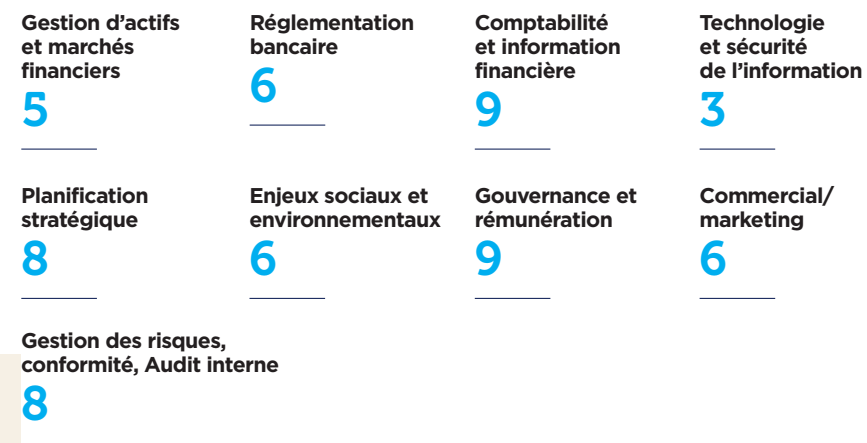 Gestion d’actifs
et marchés
financiers
5
Réglementation
bancaire
6
Comptabilité
et information
financière
9
Technologie
et sécurité
de l’information
3
Planification
stratégique
8
Enjeux sociaux et
environnementaux
6
Gouvernance et
rémunération
9
Commercial/
marketing
6
Gestion des risques,
conformité, Audit interne
8